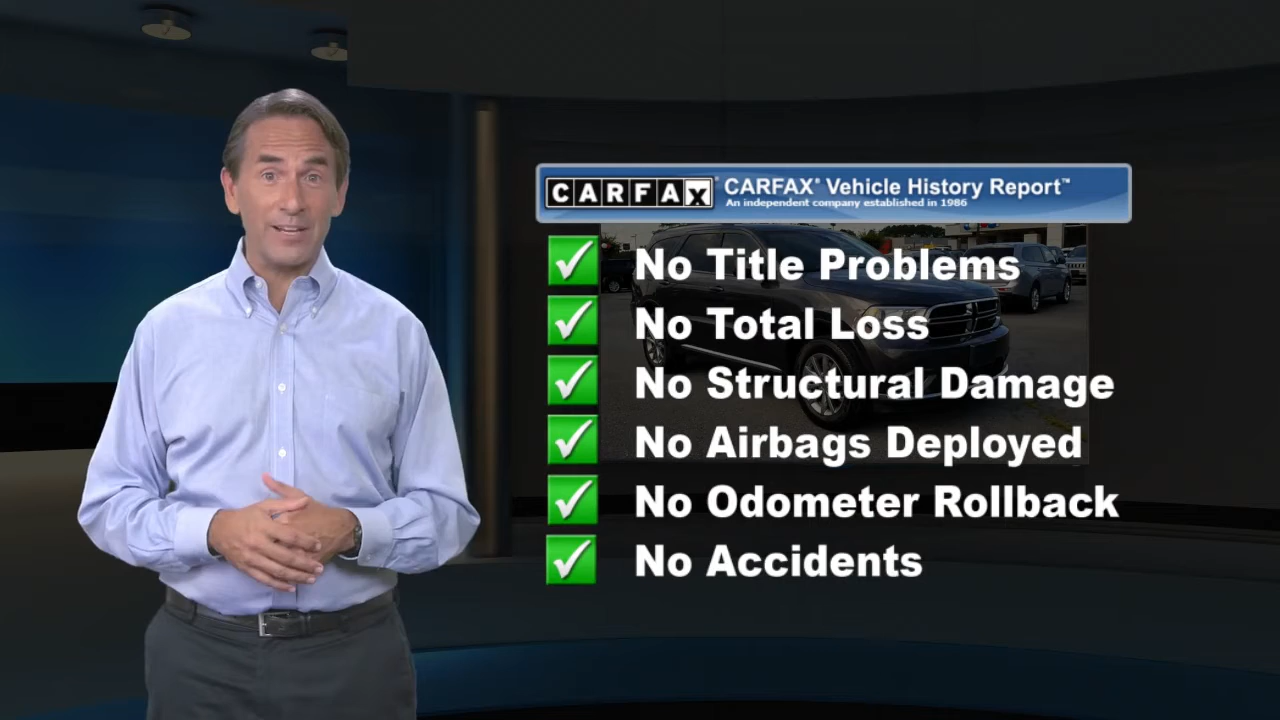 CARFAX® CARFAX® Vehicle History Report™
An independent company established in 1986
No Title Problems
No Total Loss
No Structural Damage
No Airbags Deployed
No Odometer Rollback
No Accidents